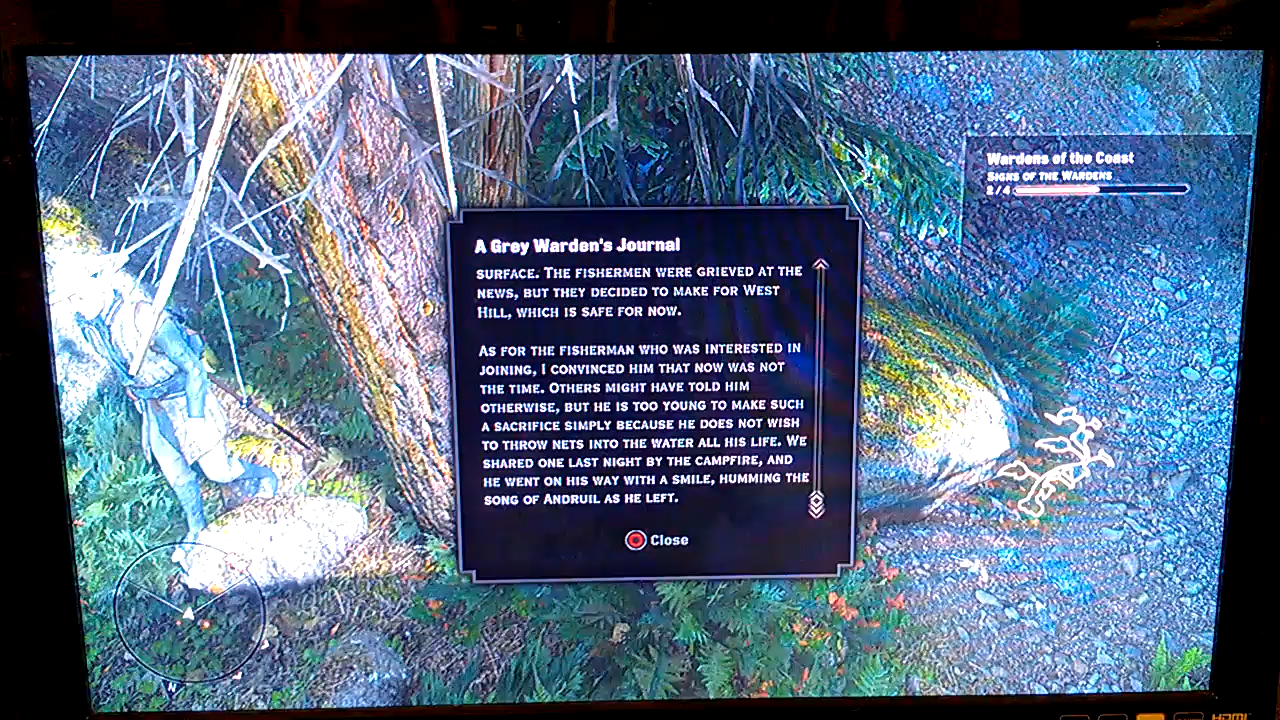 Wardens of the Coast
Signs of the Wardens
2/4
A Grey Warden's Journal
surface. The fishermen were grieved at the
news, but they decided to make for West
Hill, which is safe for now.
As for the fisherman who was interested in
joining, I convinced him that now was not
the time. Others might have told him
otherwise, but he is too young to make such
a sacrifice simply because he does not wish
to throw nets into the water all his life. We
shared one last night by the campfire, and
he went on his way with a smile, humming the
song of Andruil as he left.
Close
N
HDMI